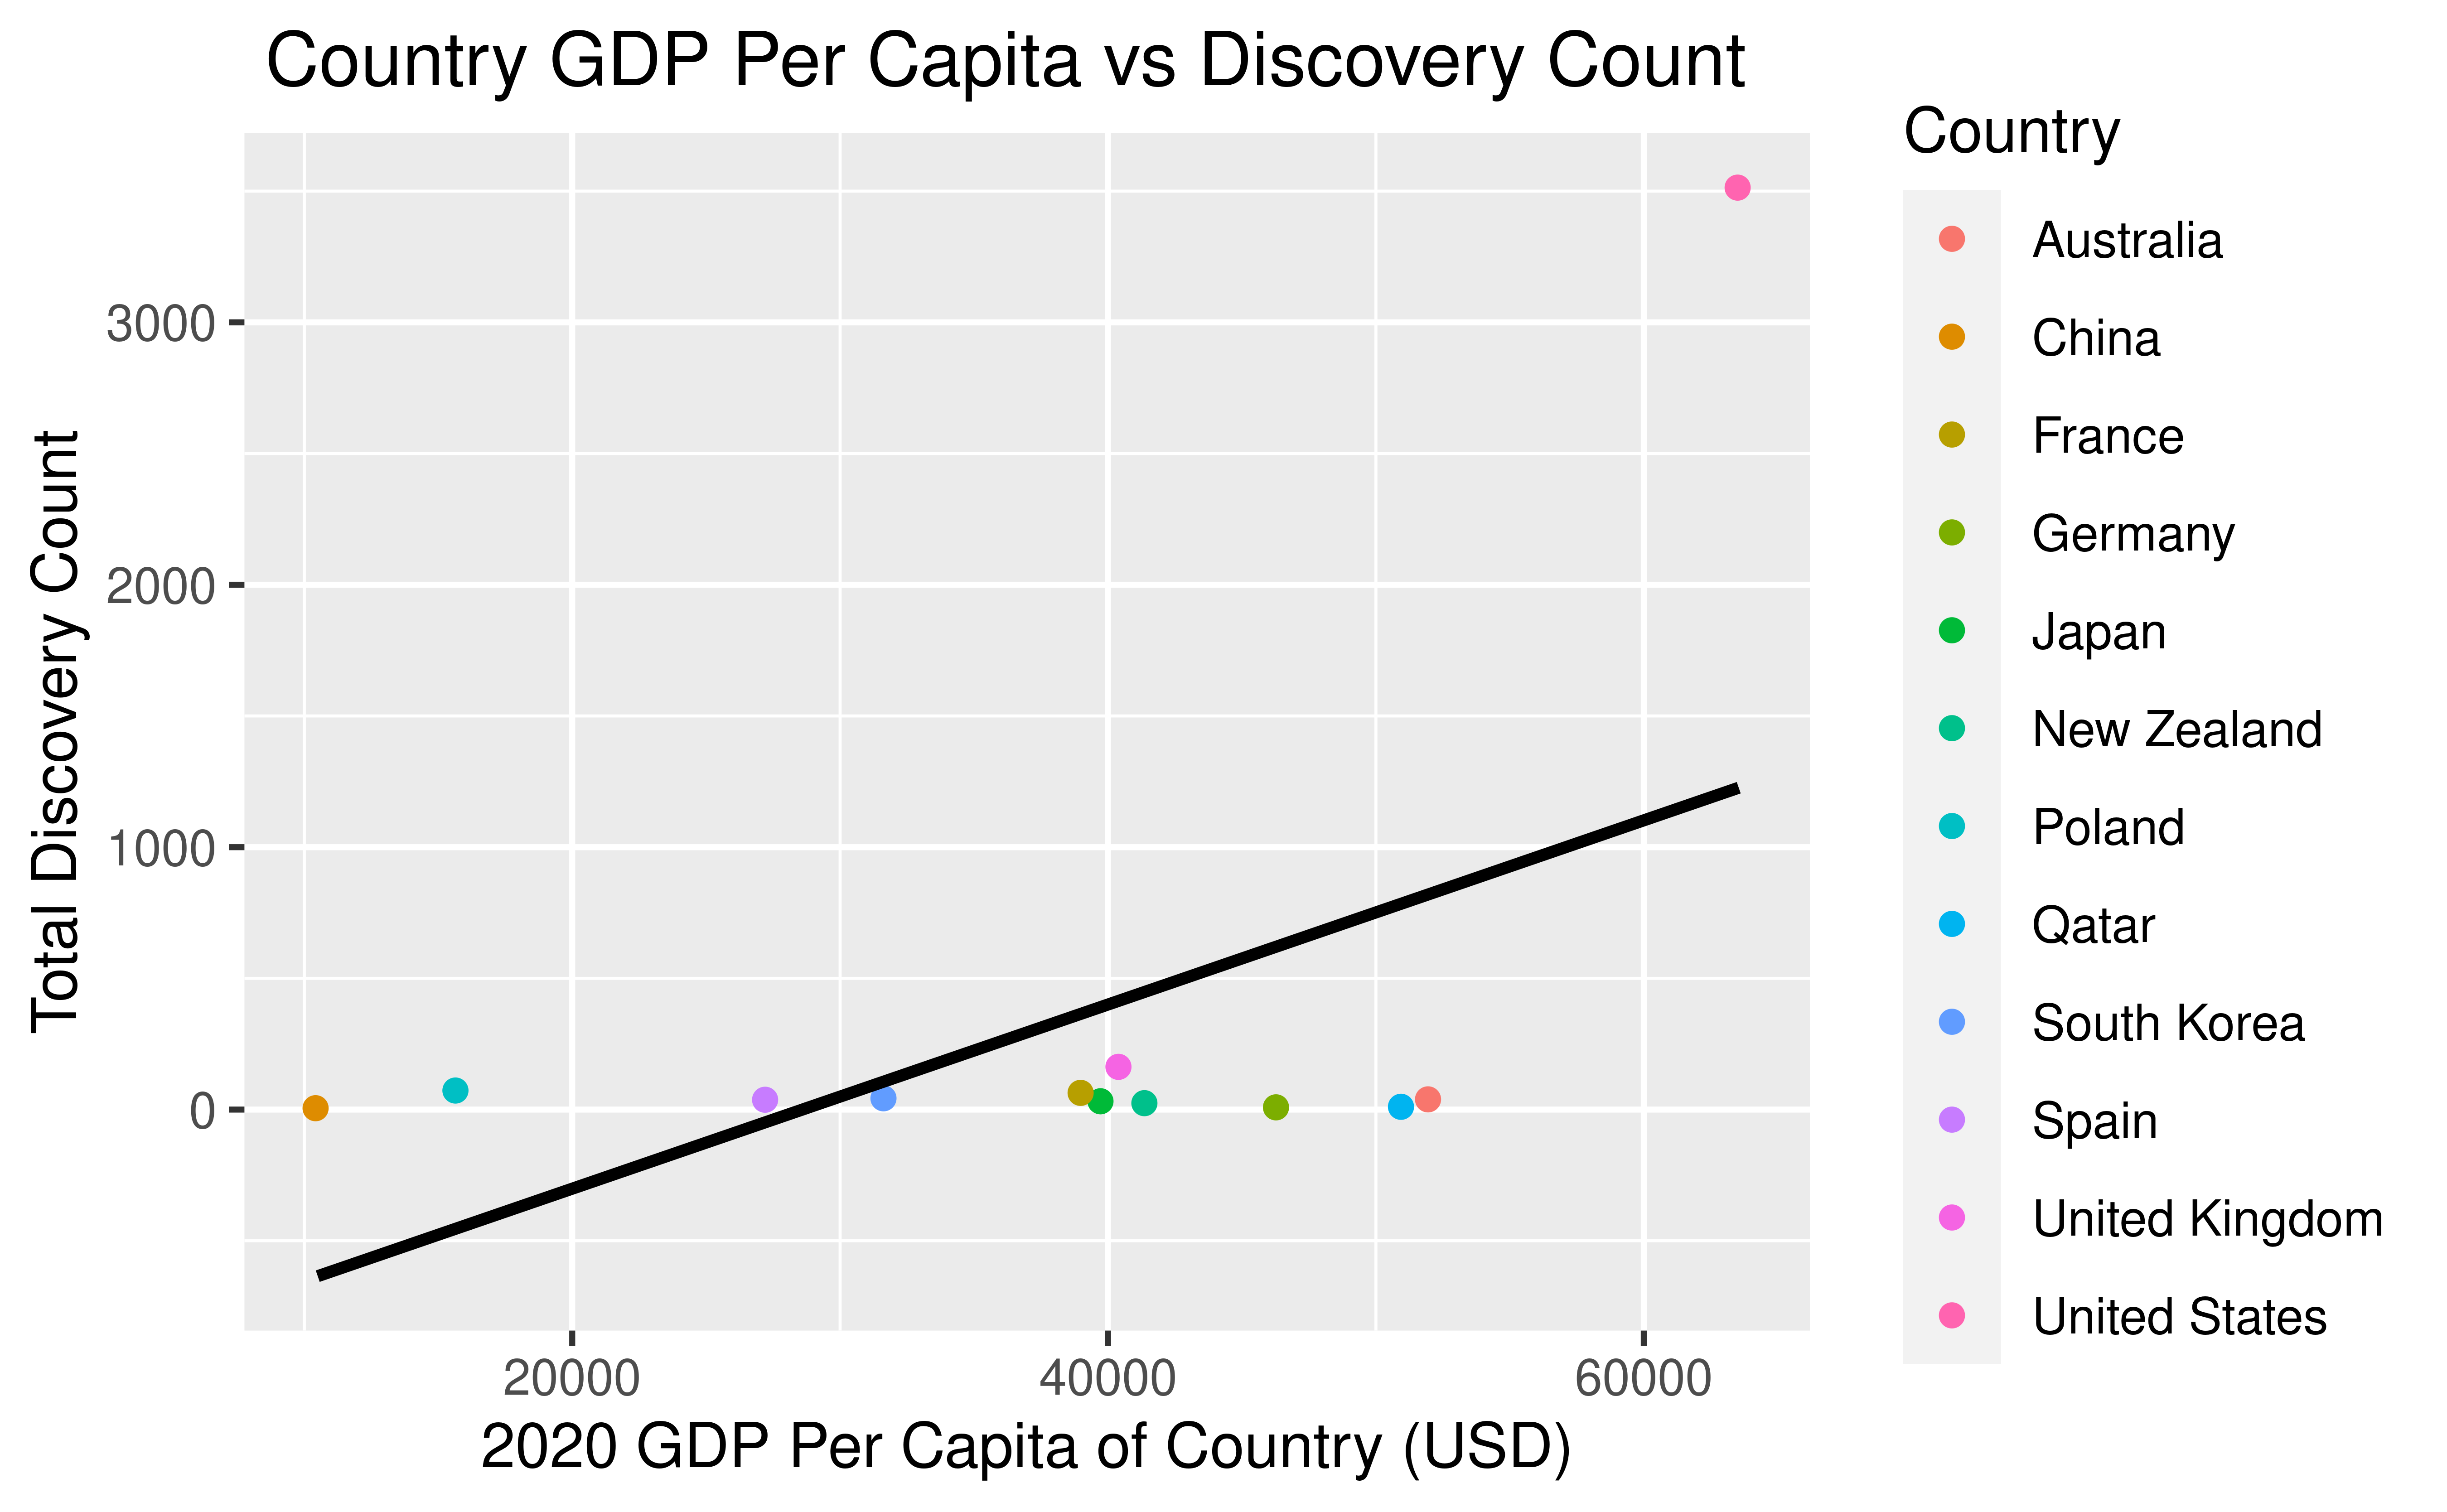 Country GDP Per Capita vs Discovery Count
Total Discovery Count
3000
2000
1000
0
20000 40000 60000
2020 GDP Per Capita of Country (USD)
Country
Australia
China
France
Germany
Japan
New Zealand
Poland
Qatar
South Korea
Spain
United Kingdom
United States